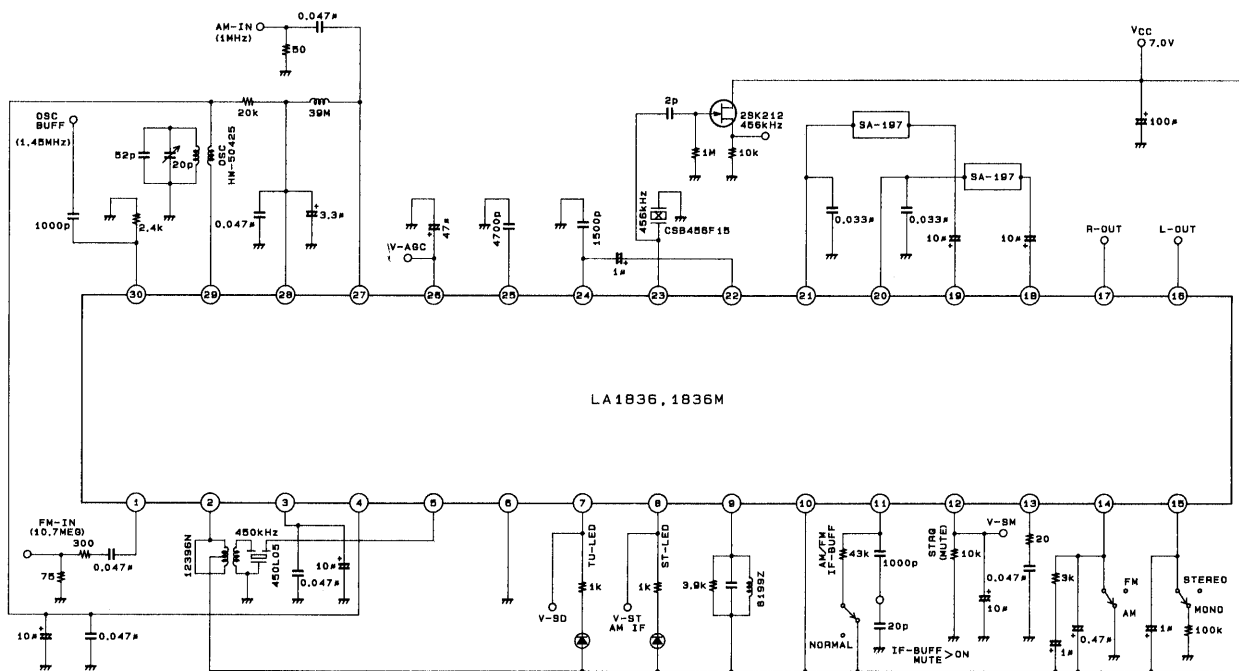 AM-IN
(1MHz)
0.047μ
50
VCC
7.0V
OSC
BUFF
(1.45MHz)
20k
39M
2p
2SK212
456kHz
SA-197
100μ
52p
20p
OSC
HW-50425
1M
10k
SA-197
1000p
2.4k
0.047μ
3.3μ
V-AGC
47μ
4700p
1500p
1μ
456kHz
CSB456F15
0.033μ
0.033μ
10μ
10μ
R-OUT
L-OUT
30
29
28
27
26
25
24
23
22
21
20
19
18
17
16
LA1836, 1836M
1
2
3
4
5
6
7
8
9
10
11
12
13
14
15
FM-IN
(10.7MEG)
300
0.047μ
75
10μ
0.047μ
12396N
450kHz
450L05
0.047μ
10μ
TU-LED
1k
V-SD
ST-LED
1k
V-ST
AM IF
3.9k
8199Z
AM/FM
IF-BUFF
43k
1000p
20p
NORMAL
IF-BUFF
MUTE > ON
STRQ
(MUTE)
10k
V-SM
10μ
20
0.047μ
3k
1μ
0.47μ
FM
AM
1μ
STEREO
MONO
100k